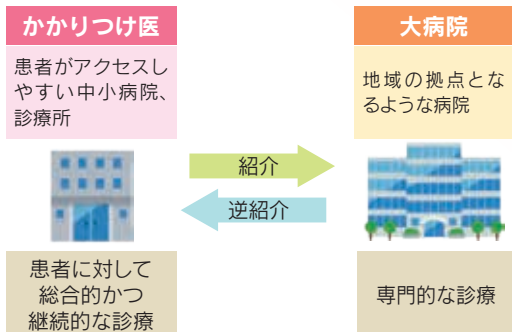 かかりつけ医
患者がアクセスし
やすい中小病院、
診療所
大病院
地域の拠点とな
るような病院
紹介
逆紹介
患者に対して
総合的かつ
継続的な診療
専門的な診療